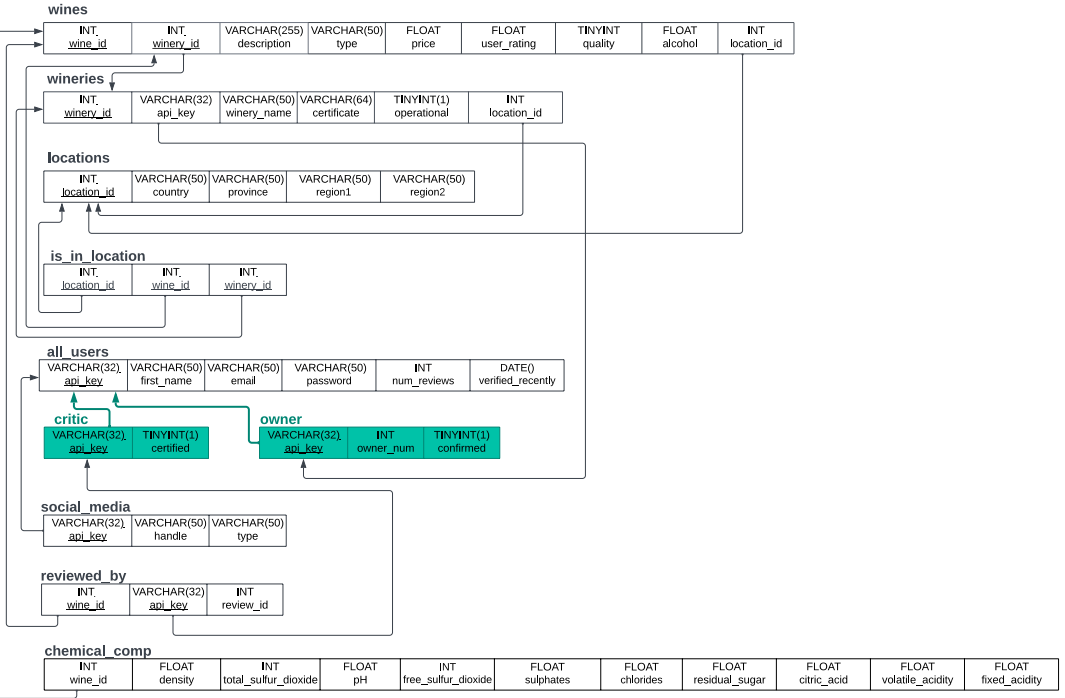 wines
INT INT VARCHAR(255) VARCHAR(50) FLOAT FLOAT TINYINT FLOAT INT
wine_id winery_id description type price user_rating quality alcohol location_id
wineries
INT VARCHAR(32) VARCHAR(50) VARCHAR(64) TINYINT(1) INT
winery_id api_key winery_name certificate operational location_id
locations
INT VARCHAR(50) VARCHAR(50) VARCHAR(50) VARCHAR(50)
location_id country province region1 region2
is_in_location
INT INT INT
location_id wine_id winery_id
all_users
VARCHAR(32) VARCHAR(50) VARCHAR(50) VARCHAR(50) INT DATE()
api_key first_name email password num_reviews verified_recently
critic owner
VARCHAR(32) TINYINT(1) VARCHAR(32) INT TINYINT(1)
api_key certified api_key owner_num confirmed
social_media
VARCHAR(32) VARCHAR(50) VARCHAR(50)
api_key handle type
reviewed_by
INT VARCHAR(32) INT
wine_id api_key review_id
chemical_comp
INT FLOAT INT FLOAT INT FLOAT FLOAT FLOAT FLOAT FLOAT FLOAT
wine_id density total_sulfur_dioxide pH free_sulfur_dioxide sulphates chlorides residual_sugar citric_acid volatile_acidity fixed_acidity